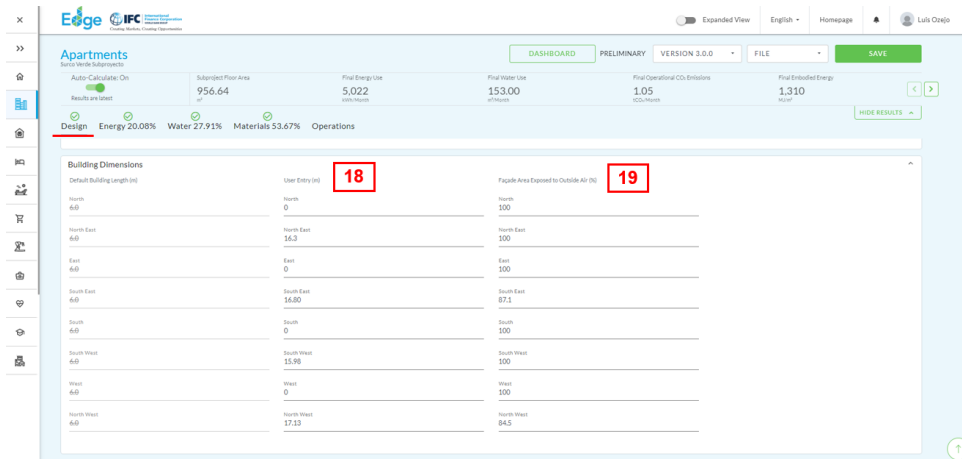 Edge IFC International Finance Corporation
Creating Markets, Creating Opportunities
Expanded View English Homepage Luis Ozejo
Apartments
Surco Verde Subproyecto
DASHBOARD PRELIMINARY VERSION 3.0.0 FILE SAVE
Auto-Calculate: On
Results are latest
Subproject Floor Area
956.64
m²
Final Energy Use
5,022
kWh/Month
Final Water Use
153.00
m³/Month
Final Operational CO₂ Emissions
1.05
tCO₂/Month
Final Embodied Energy
1,310
MJ/m²
HIDE RESULTS
Design Energy 20.08% Water 27.91% Materials 53.67% Operations
Building Dimensions
Default Building Length (m) User Entry (m) 18 Façade Area Exposed to Outside Air (%) 19
North North North
6.0 0 100
North East North East North East
6.0 16.3 100
East East East
6.0 0 100
South East South East South East
6.0 16.80 87.1
South South South
6.0 0 100
South West South West South West
6.0 15.98 100
West West West
6.0 0 100
North West North West North West
6.0 17.13 84.5